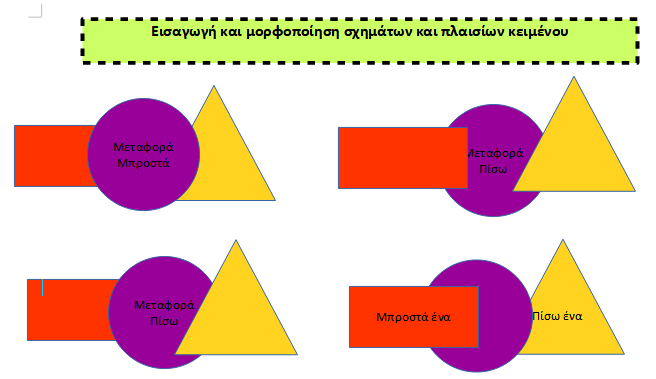 Εισαγωγή και μορφοποίηση σχημάτων και πλαισίων κειμένου
Μεταφορά
Μπροστά
Μεταφορά
Πίσω
Μεταφορά
Πίσω
Μπροστά ένα
Πίσω ένα